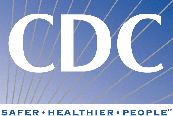 CDC
SAFER • HEALTHIER • PEOPLE™